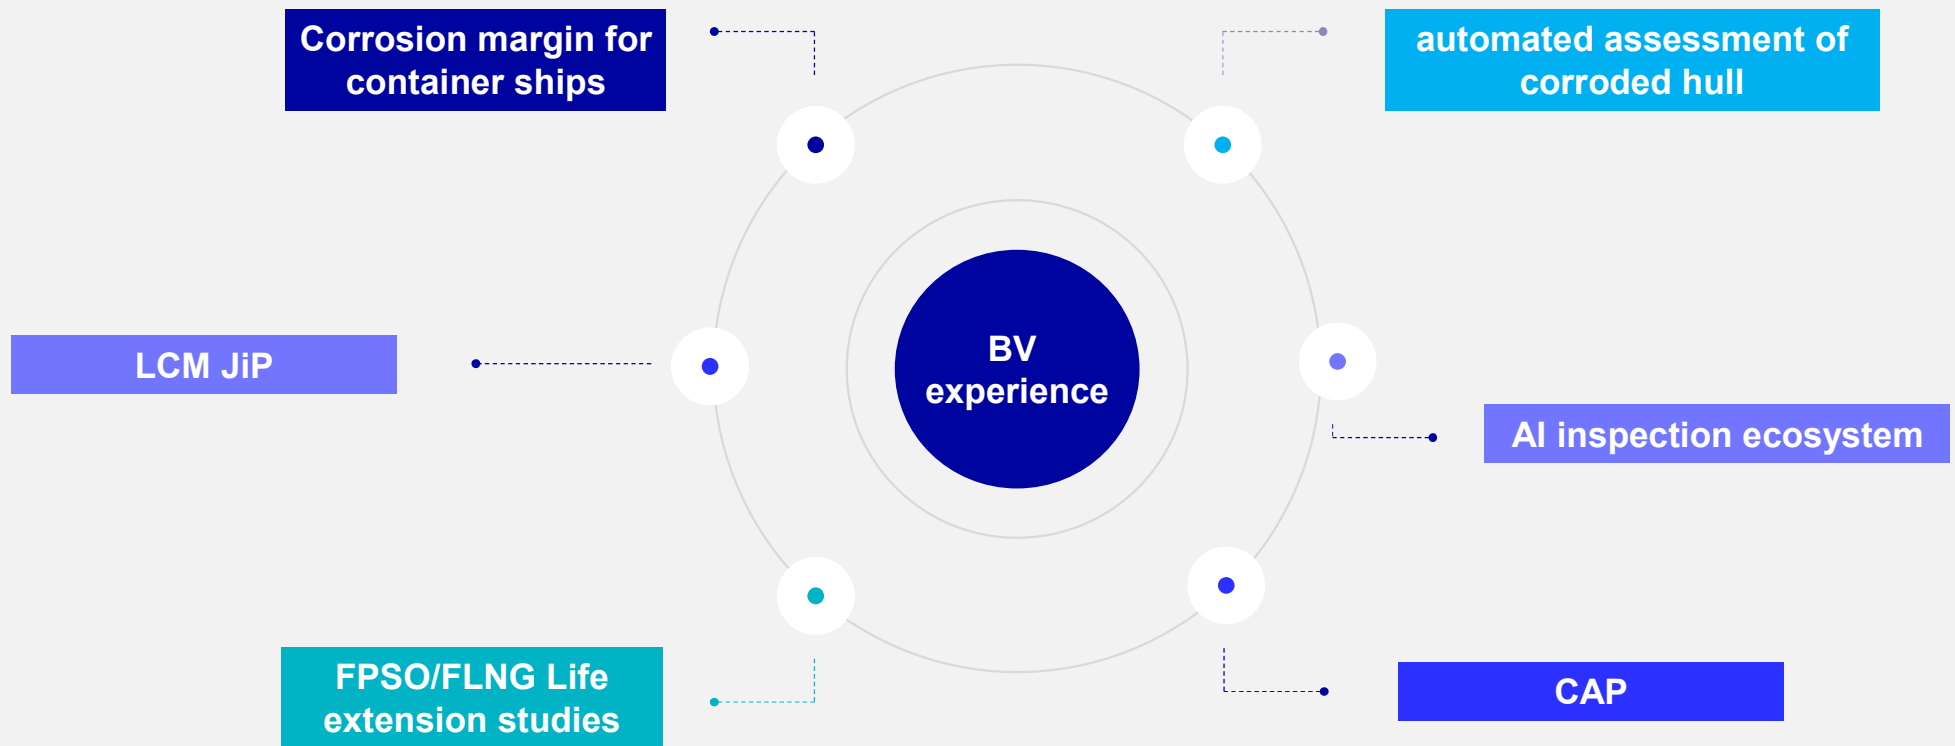 Corrosion margin for
container ships
automated assessment of
corroded hull
LCM JiP
BV
experience
AI inspection ecosystem
FPSO/FLNG Life
extension studies
CAP